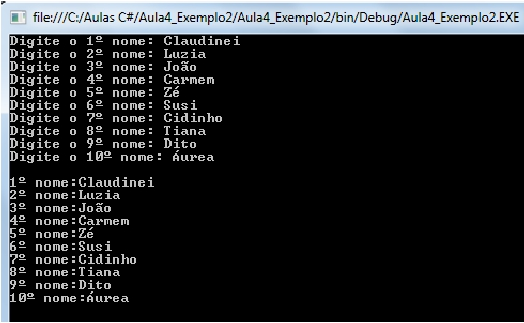 file:///C:/Aulas C#/Aula4_Exemplo2/Aula4_Exemplo2/bin/Debug/Aula4_Exemplo2.EXE
Digite o 1º nome: Claudinei
Digite o 2º nome: Luzia
Digite o 3º nome: João
Digite o 4º nome: Carmem
Digite o 5º nome: Zé
Digite o 6º nome: Susi
Digite o 7º nome: Cidinho
Digite o 8º nome: Tiana
Digite o 9º nome: Dito
Digite o 10º nome: Áurea
1º nome:Claudinei
2º nome:Luzia
3º nome:João
4º nome:Carmem
5º nome:Zé
6º nome:Susi
7º nome:Cidinho
8º nome:Tiana
9º nome:Dito
10º nome:Áurea